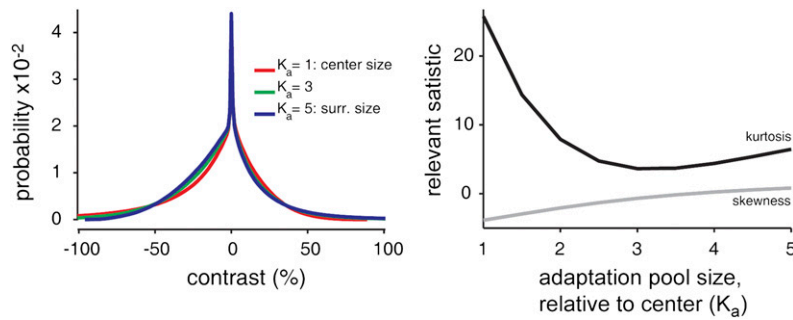 probability x10-2
4
3
2
1
0
-100
-50
0
50
100
contrast (%)
Ka= 1: center size
Ka= 3
Ka= 5: surr. size
relevant satistic
20
10
0
1
2
3
4
5
kurtosis
skewness
adaptation pool size,
relative to center (Ka)